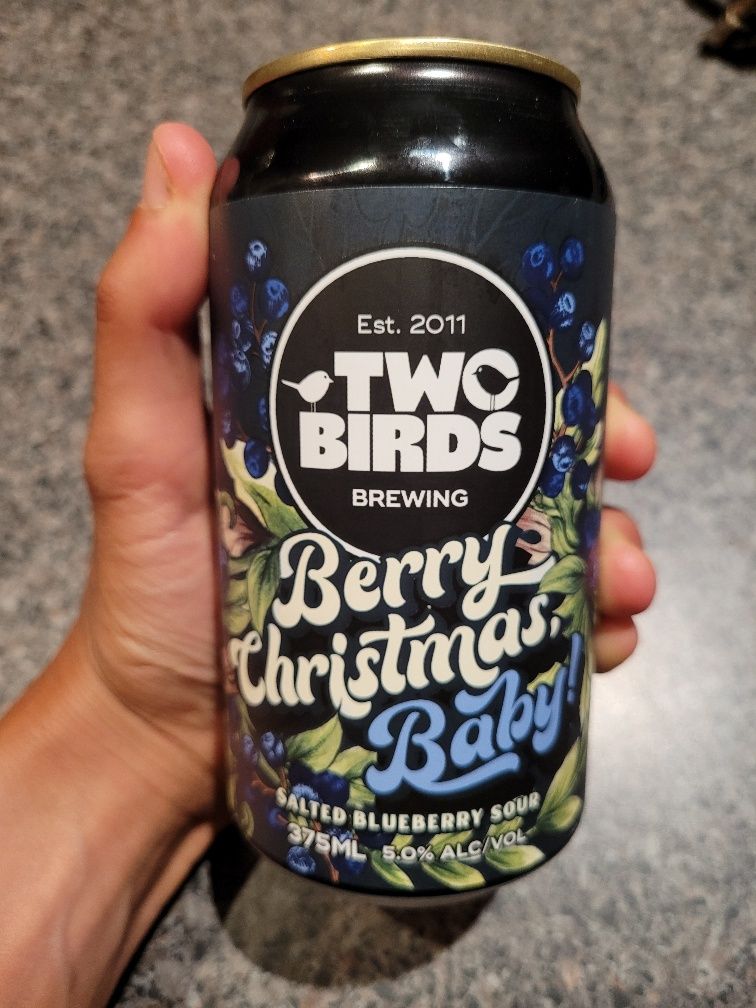 Est. 2011
TWO
BIRDS
BREWING
Berry
Christmas,
Baby!
SALTED BLUEBERRY SOUR
375ML 5.0% ALC/VOL